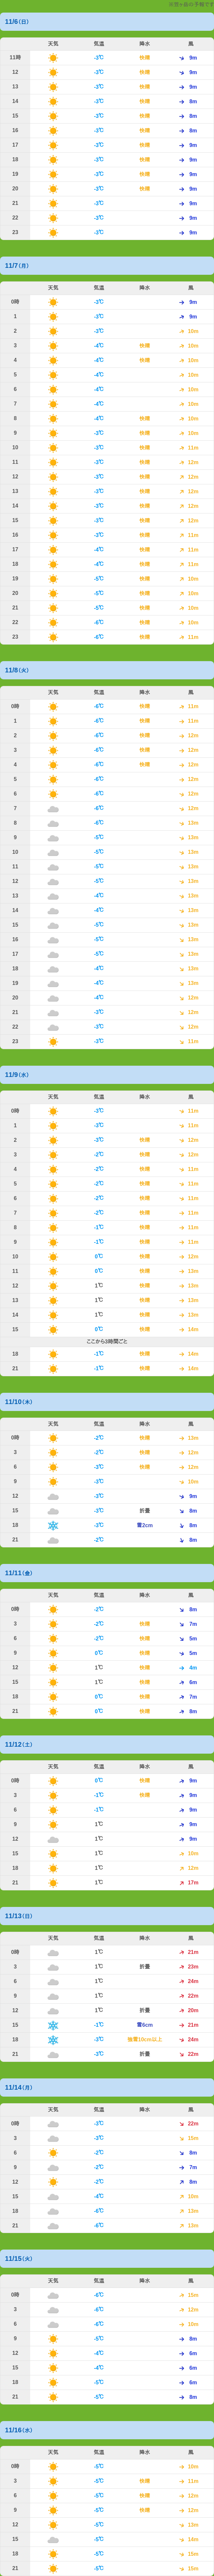 11/6(日)
天気 気温 降水 風
11時 -3℃ 快晴 9m
12 -3℃ 快晴 9m
13 -3℃ 快晴 9m
14 -3℃ 快晴 8m
15 -3℃ 快晴 8m
16 -3℃ 快晴 8m
17 -3℃ 快晴 9m
18 -3℃ 快晴 9m
19 -3℃ 快晴 9m
20 -3℃ 快晴 9m
21 -3℃ 9m
22 -3℃ 9m
23 -3℃ 9m
11/7(月)
天気 気温 降水 風
0時 -3℃ 9m
1 -3℃ 9m
2 -3℃ 10m
3 -4℃ 快晴 10m
4 -4℃ 快晴 10m
5 -4℃ 10m
6 -4℃ 10m
7 -4℃ 10m
8 -4℃ 快晴 10m
9 -3℃ 快晴 10m
10 -3℃ 快晴 11m
11 -3℃ 快晴 12m
12 -3℃ 快晴 12m
13 -3℃ 快晴 12m
14 -3℃ 快晴 12m
15 -3℃ 快晴 12m
16 -3℃ 快晴 11m
17 -4℃ 快晴 11m
18 -4℃ 快晴 11m
19 -5℃ 快晴 10m
20 -5℃ 快晴 10m
21 -5℃ 快晴 10m
22 -6℃ 快晴 10m
23 -6℃ 快晴 11m
11/8(火)
天気 気温 降水 風
0時 -6℃ 快晴 11m
1 -6℃ 快晴 11m
2 -6℃ 快晴 12m
3 -6℃ 快晴 12m
4 -6℃ 快晴 12m
5 -6℃ 12m
6 -6℃ 12m
7 -6℃ 12m
8 -6℃ 13m
9 -5℃ 13m
10 -5℃ 13m
11 -5℃ 13m
12 -5℃ 13m
13 -4℃ 13m
14 -4℃ 13m
15 -5℃ 13m
16 -5℃ 13m
17 -5℃ 13m
18 -4℃ 13m
19 -4℃ 13m
20 -4℃ 12m
21 -3℃ 12m
22 -3℃ 12m
23 -3℃ 11m
11/9(水)
天気 気温 降水 風
0時 -3℃ 11m
1 -3℃ 11m
2 -3℃ 快晴 12m
3 -2℃ 快晴 12m
4 -2℃ 快晴 11m
5 -2℃ 快晴 11m
6 -2℃ 快晴 11m
7 -2℃ 快晴 11m
8 -1℃ 快晴 11m
9 -1℃ 快晴 11m
10 0℃ 快晴 12m
11 0℃ 快晴 13m
12 1℃ 快晴 13m
13 1℃ 快晴 13m
14 1℃ 快晴 13m
15 0℃ 快晴 14m
ここから3時間ごと
18 -1℃ 快晴 14m
21 -1℃ 快晴 14m
11/10(木)
天気 気温 降水 風
0時 -2℃ 快晴 13m
3 -2℃ 快晴 12m
6 -3℃ 快晴 12m
9 -3℃ 10m
12 -3℃ 9m
15 -3℃ 折畳 8m
18 -3℃ 雪2cm 8m
21 -2℃ 8m
11/11(金)
天気 気温 降水 風
0時 -2℃ 8m
3 -2℃ 快晴 7m
6 -2℃ 快晴 5m
9 0℃ 快晴 5m
12 1℃ 快晴 4m
15 1℃ 快晴 6m
18 0℃ 快晴 7m
21 0℃ 快晴 8m
11/12(土)
天気 気温 降水 風
0時 0℃ 快晴 9m
3 -1℃ 快晴 9m
6 -1℃ 9m
9 1℃ 9m
12 1℃ 9m
15 1℃ 10m
18 1℃ 12m
21 1℃ 17m
11/13(日)
天気 気温 降水 風
0時 1℃ 21m
3 1℃ 折畳 23m
6 1℃ 24m
9 1℃ 22m
12 1℃ 折畳 20m
15 -1℃ 雪6cm 21m
18 -3℃ 強雪10cm以上 24m
21 -3℃ 折畳 22m
11/14(月)
天気 気温 降水 風
0時 -3℃ 22m
3 -3℃ 15m
6 -2℃ 8m
9 -2℃ 7m
12 -2℃ 8m
15 -4℃ 10m
18 -6℃ 13m
21 -6℃ 13m
11/15(火)
天気 気温 降水 風
0時 -6℃ 15m
3 -6℃ 12m
6 -6℃ 10m
9 -5℃ 8m
12 -4℃ 6m
15 -4℃ 6m
18 -5℃ 6m
21 -5℃ 8m
11/16(水)
天気 気温 降水 風
0時 -5℃ 10m
3 -5℃ 快晴 11m
6 -5℃ 快晴 12m
9 -5℃ 快晴 12m
12 -5℃ 13m
15 -5℃ 14m
18 -5℃ 15m
21 -5℃ 15m